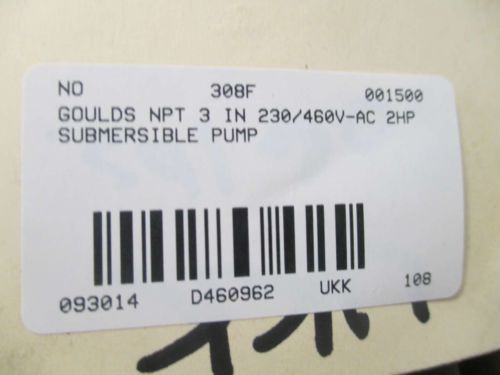 NO 308F 001500
GOULDS NPT 3 IN 230/460V-AC 2HP
SUBMERSIBLE PUMP
093014 D460962 UKK 108